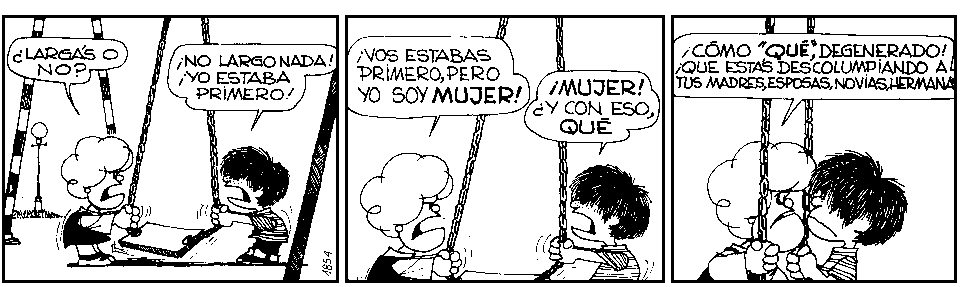 ¿LARGÁS O
NO?
¡NO LARGO NADA!
¡YO ESTABA
PRIMERO!
1854
¡VOS ESTABAS
PRIMERO, PERO
YO SOY MUJER!
¡MUJER!
¿Y CON ESO,
QUÉ
¡CÓMO "QUÉ", DEGENERADO!
¡QUE ESTÁS DESCOLUMPIANDO A
TUS MADRES, ESPOSAS, NOVIAS, HERMANA